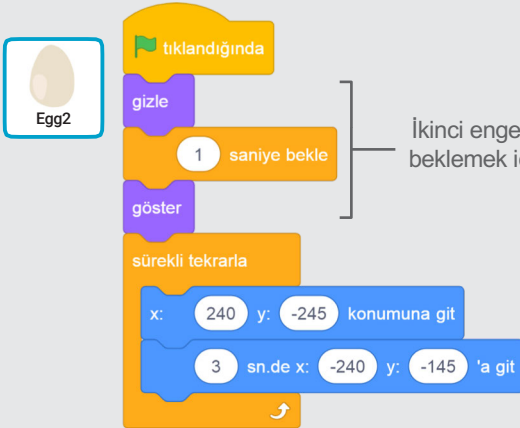 tıklandığında
Egg2
gizle
1 saniye bekle
İkinci enge
beklemek i
göster
sürekli tekrarla
x: 240 y: -245 konumuna git
3 sn.de x: -240 y: -145 'a git